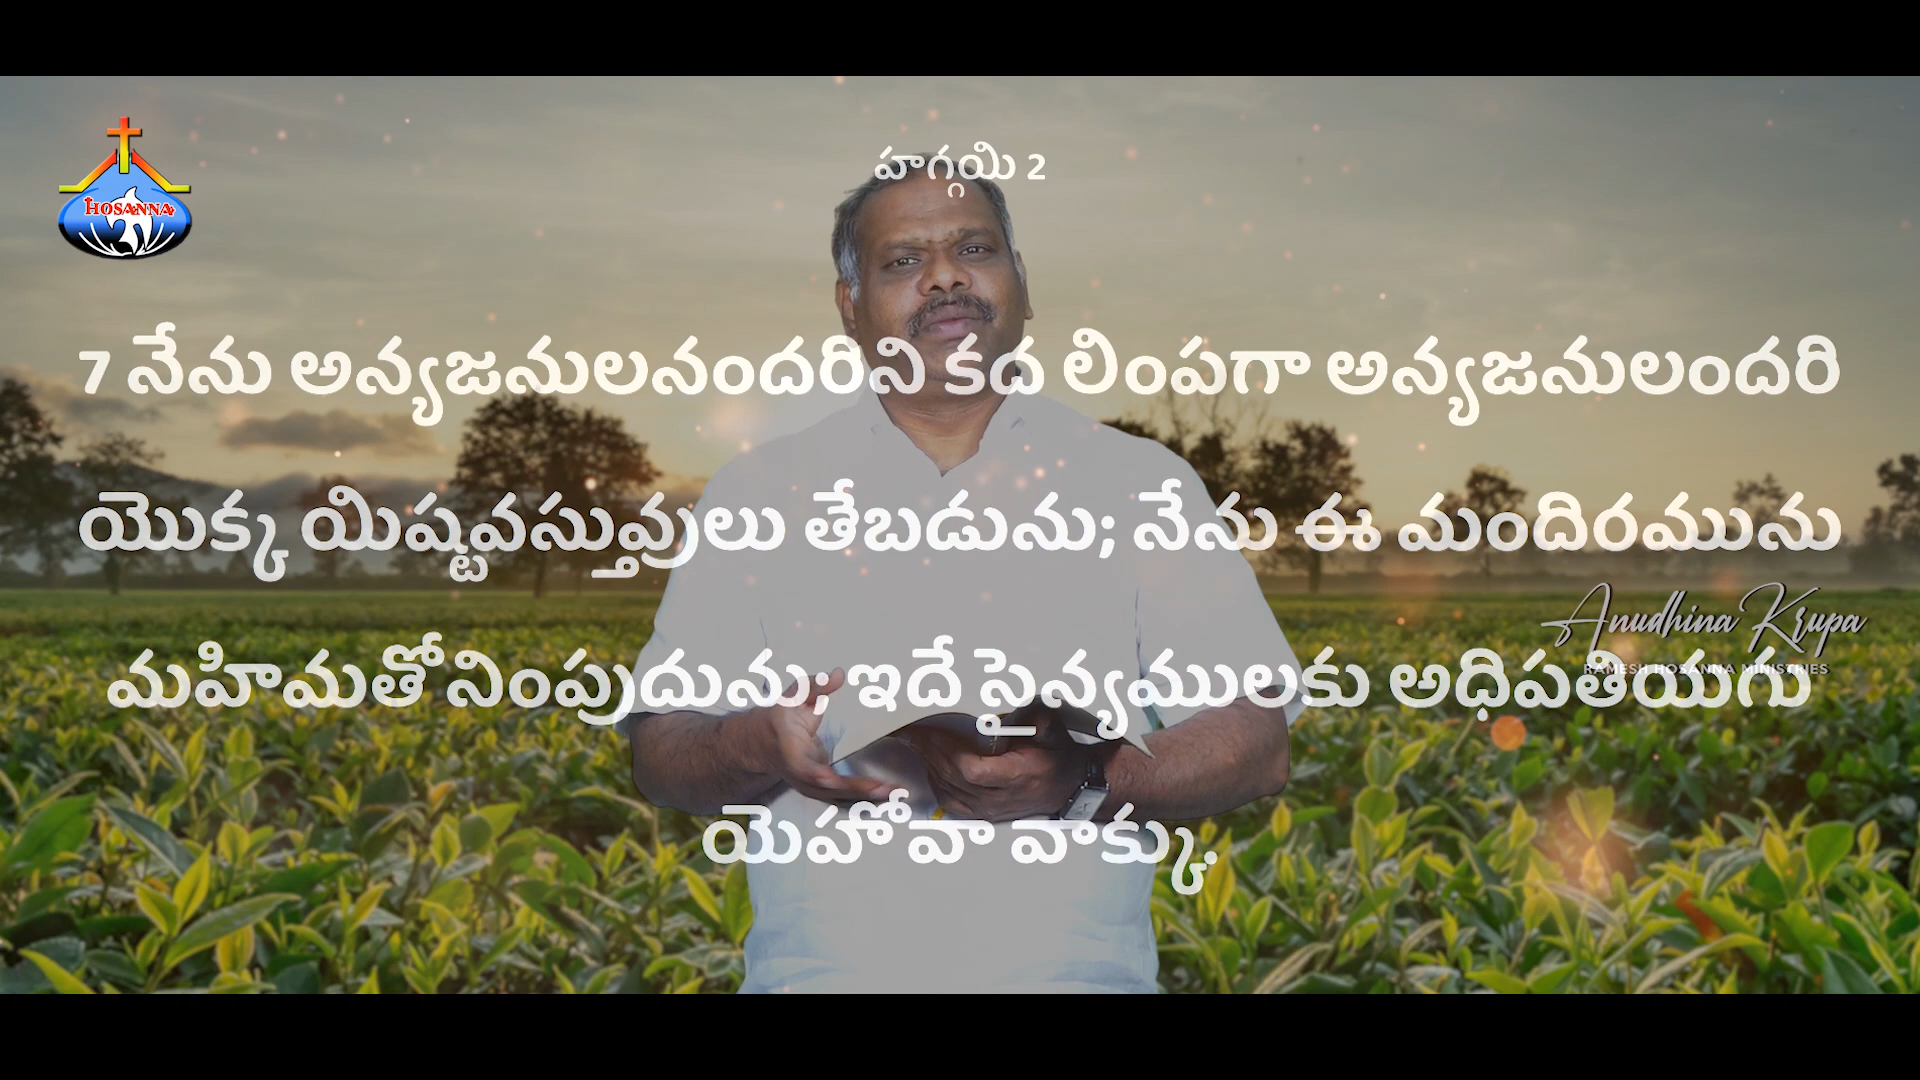 HOSANNA
హగ్గయి 2
7 నేను అన్యజనులనందరిని కద లింపగా అన్యజనులందరి
యొక్క యిష్టవస్తువులు తేబడును; నేను ఈ మందిరమును
మహిమతో నింపుదును; ఇదే సైన్యములకు అధిపతియగు
యెహోవా వాక్కు.
Anudhina Krupa
RAMESH HOSANNA MINISTRIES